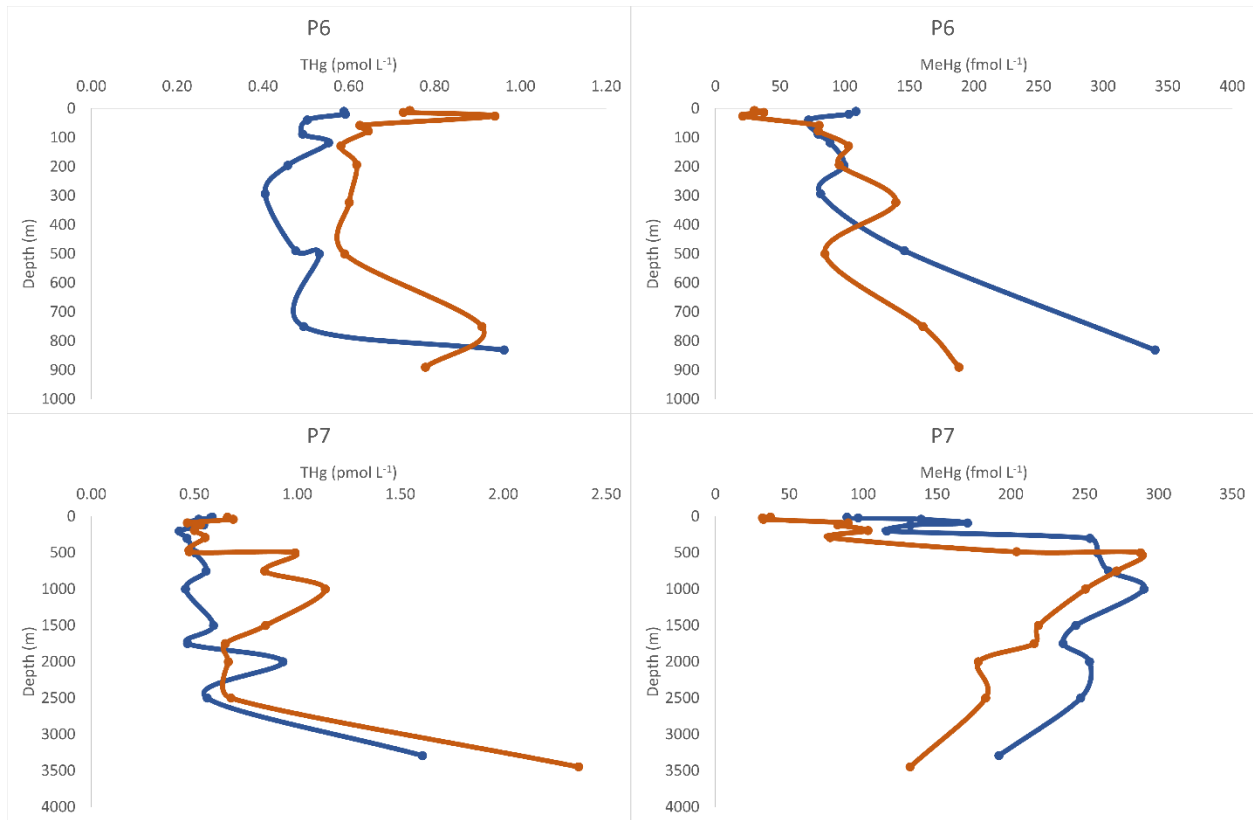 P6
THg (pmol L⁻¹)
0.00 0.20 0.40 0.60 0.80 1.00 1.20
0
100
200
300
400
500
600
700
800
900
1000
Depth (m)
P6
MeHg (fmol L⁻¹)
0 50 100 150 200 250 300 350 400
0
100
200
300
400
500
600
700
800
900
1000
Depth (m)
P7
THg (pmol L⁻¹)
0.00 0.50 1.00 1.50 2.00 2.50
0
500
1000
1500
2000
2500
3000
3500
4000
Depth (m)
P7
MeHg (fmol L⁻¹)
0 50 100 150 200 250 300 350
0
500
1000
1500
2000
2500
3000
3500
4000
Depth (m)